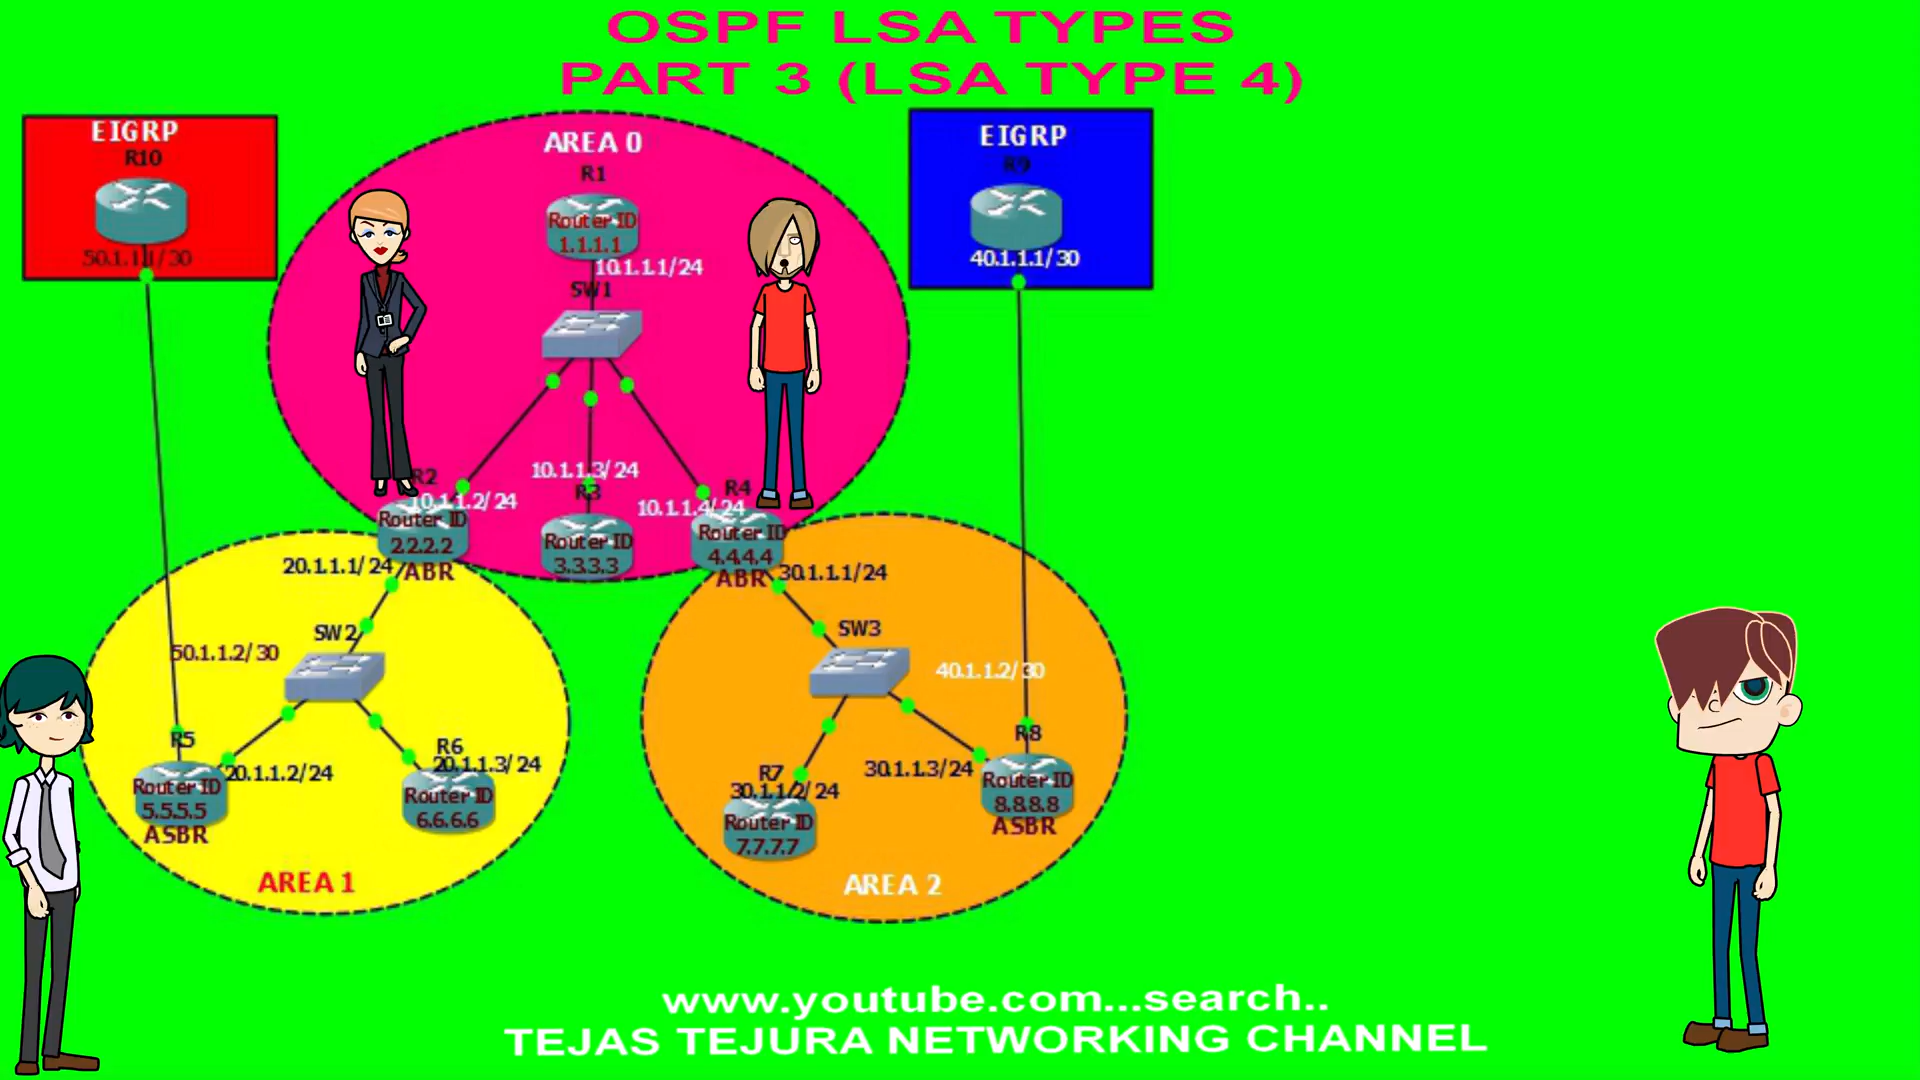 OSPF LSA TYPES
PART 3 (LSA TYPE 4)
EIGRP
R10
50.1.1.1/30
AREA 0
R1
Router ID
1.1.1.1
10.1.1.1/24
SW1
EIGRP
R9
40.1.1.1/30
R2
10.1.1.2/24
Router ID
2.2.2.2
ABR
10.1.1.3/24
R3
Router ID
3.3.3.3
R4
10.1.1.4/24
Router ID
4.4.4.4
ABR
20.1.1.1/24
SW2
50.1.1.2/30
R5
20.1.1.2/24
Router ID
5.5.5.5
ASBR
R6
20.1.1.3/24
Router ID
6.6.6.6
AREA 1
30.1.1.1/24
SW3
40.1.1.2/30
R7
30.1.1.2/24
Router ID
7.7.7.7
R8
30.1.1.3/24
Router ID
8.8.8.8
ASBR
AREA 2
www.youtube.com...search..
TEJAS TEJURA NETWORKING CHANNEL